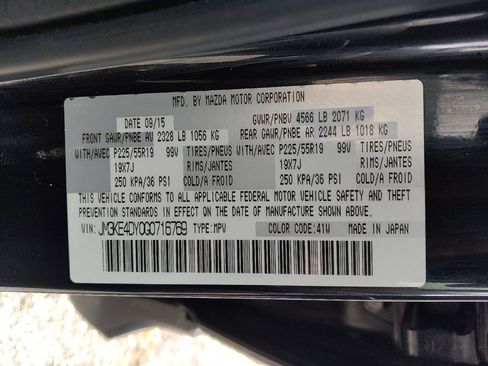 MFD. BY MAZDA MOTOR CORPORATION
DATE 09/15 GVWR/PNBV 4566 LB 2071 KG
FRONT GAWR/PNBE AV 2328 LB 1056 KG REAR GAWR/PNBE AR 2244 LB 1018 KG
WITH/AVEC P225/55R19 99V TIRES/PNEUS WITH/AVEC P225/55R19 99V TIRES/PNEUS
19X7J RIMS/JANTES 19X7J RIMS/JANTES
250 KPA/36 PSI COLD/A FROID 250 KPA/36 PSI COLD/A FROID
THIS VEHICLE CONFORMS TO ALL APPLICABLE FEDERAL MOTOR VEHICLE SAFETY AND THEFT
PREVENTION STANDARDS IN EFFECT ON THE DATE OF MANUFACTURE SHOWN ABOVE.
VIN: JM3KE4DY0G0716769 TYPE:MPV COLOR CODE:41W MADE IN JAPAN